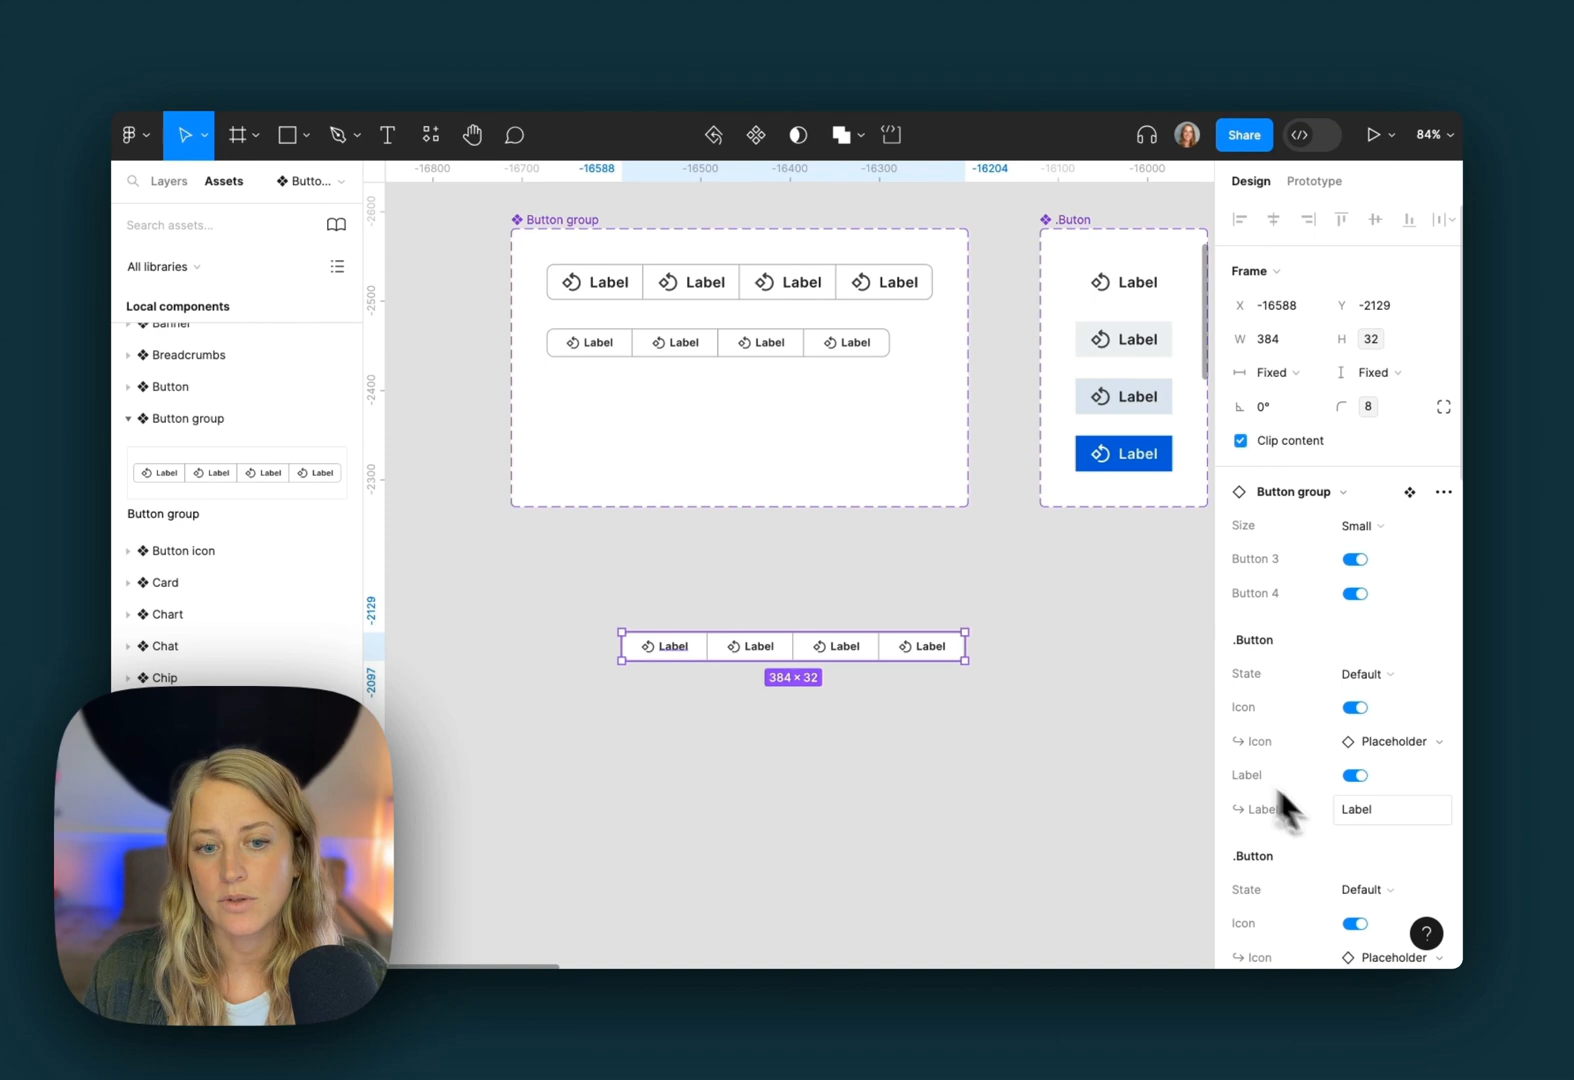 Share
84%
Layers
Assets
Butto...
Search assets...
All libraries
Local components
Banner
Breadcrumbs
Button
Button group
Label
Label
Label
Label
Button group
Button icon
Card
Chart
Chat
Chip
-16800
-16700
-16588
-16500
-16400
-16300
-16204
-16100
-16000
-2600
-2500
-2400
-2300
-2129
-2097
Button group
Label
Label
Label
Label
Label
Label
Label
Label
.Buton
Label
Label
Label
Label
Label
Label
Label
Label
384 × 32
Design
Prototype
Frame
X -16588
Y -2129
W 384
H 32
Fixed
Fixed
0°
8
Clip content
Button group
Size
Small
Button 3
Button 4
.Button
State
Default
Icon
Icon
Placeholder
Label
Label
Label
.Button
State
Default
Icon
?
Icon
Placeholder